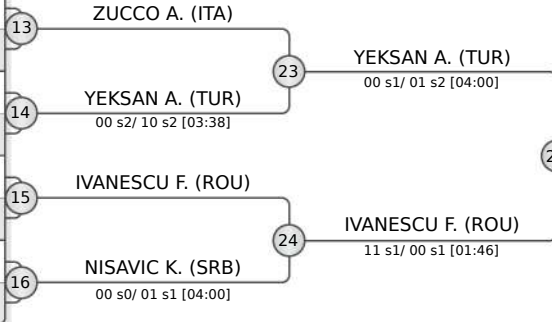 13
ZUCCO A. (ITA)
23
YEKSAN A. (TUR)
00 s1/ 01 s2 [04:00]
14
YEKSAN A. (TUR)
00 s2/ 10 s2 [03:38]
15
IVANESCU F. (ROU)
24
IVANESCU F. (ROU)
11 s1/ 00 s1 [01:46]
16
NISAVIC K. (SRB)
00 s0/ 01 s1 [04:00]